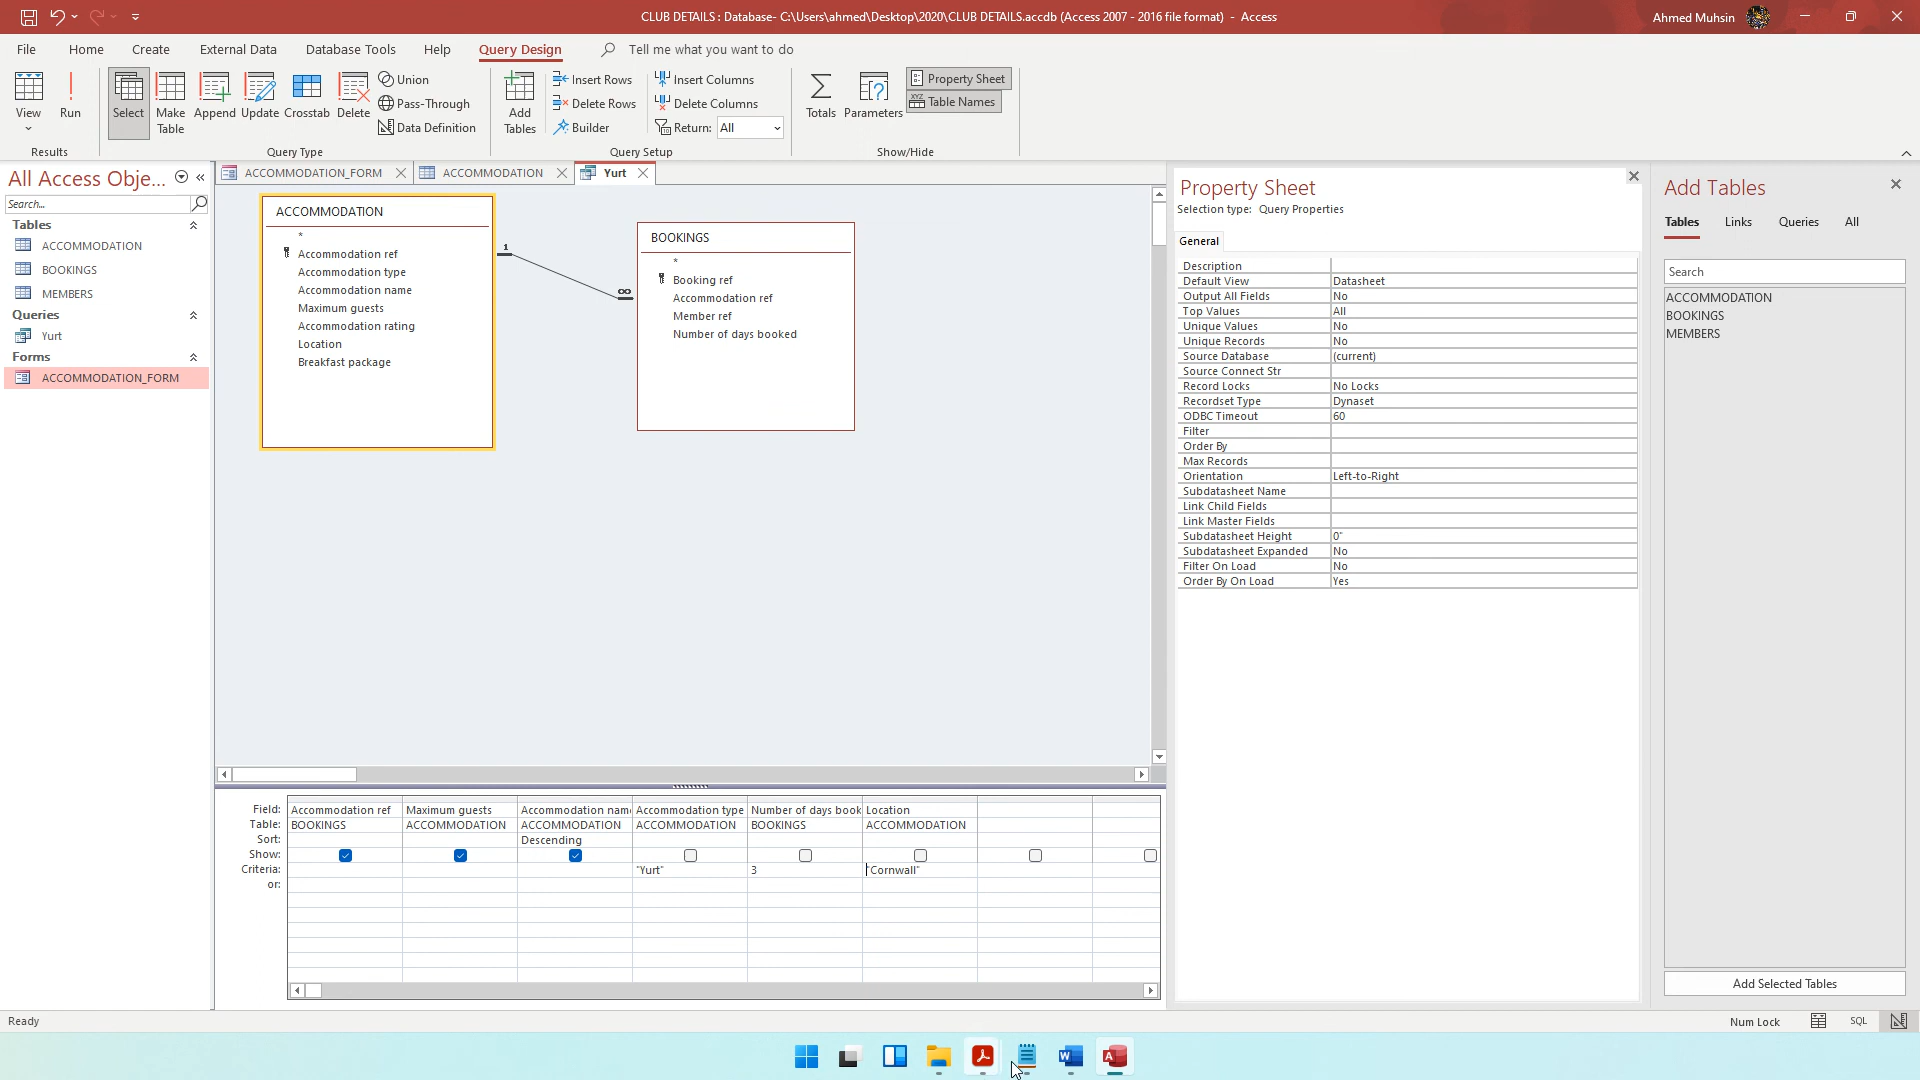 CLUB DETAILS : Database- C:\Users\ahmed\Desktop\2020\CLUB DETAILS.accdb (Access 2007 - 2016 file format) - Access
Ahmed Muhsin
File Home Create External Data Database Tools Help Query Design Tell me what you want to do
View
Run
Results
Select
Make Table
Append
Update
Crosstab
Delete
Union
Pass-Through
Data Definition
Query Type
Add Tables
Insert Rows
Delete Rows
Builder
Insert Columns
Delete Columns
Return: All
Query Setup
Totals
Parameters
Property Sheet
XYZ Table Names
Show/Hide
All Access Obje...
Search...
Tables
ACCOMMODATION
BOOKINGS
MEMBERS
Queries
Yurt
Forms
ACCOMMODATION_FORM
ACCOMMODATION_FORM ACCOMMODATION Yurt
ACCOMMODATION
*
Accommodation ref
Accommodation type
Accommodation name
Maximum guests
Accommodation rating
Location
Breakfast package
1
∞
BOOKINGS
*
Booking ref
Accommodation ref
Member ref
Number of days booked
Field: Accommodation ref Maximum guests Accommodation nam Accommodation type Number of days book Location
Table: BOOKINGS ACCOMMODATION ACCOMMODATION ACCOMMODATION BOOKINGS ACCOMMODATION
Sort: Descending
Show:
Criteria: "Yurt" 3 "Cornwall"
or:
Property Sheet
Selection type: Query Properties
General
Description
Default View Datasheet
Output All Fields No
Top Values All
Unique Values No
Unique Records No
Source Database (current)
Source Connect Str
Record Locks No Locks
Recordset Type Dynaset
ODBC Timeout 60
Filter
Order By
Max Records
Orientation Left-to-Right
Subdatasheet Name
Link Child Fields
Link Master Fields
Subdatasheet Height 0"
Subdatasheet Expanded No
Filter On Load No
Order By On Load Yes
Add Tables
Tables Links Queries All
Search
ACCOMMODATION
BOOKINGS
MEMBERS
Add Selected Tables
Ready
Num Lock
SQL